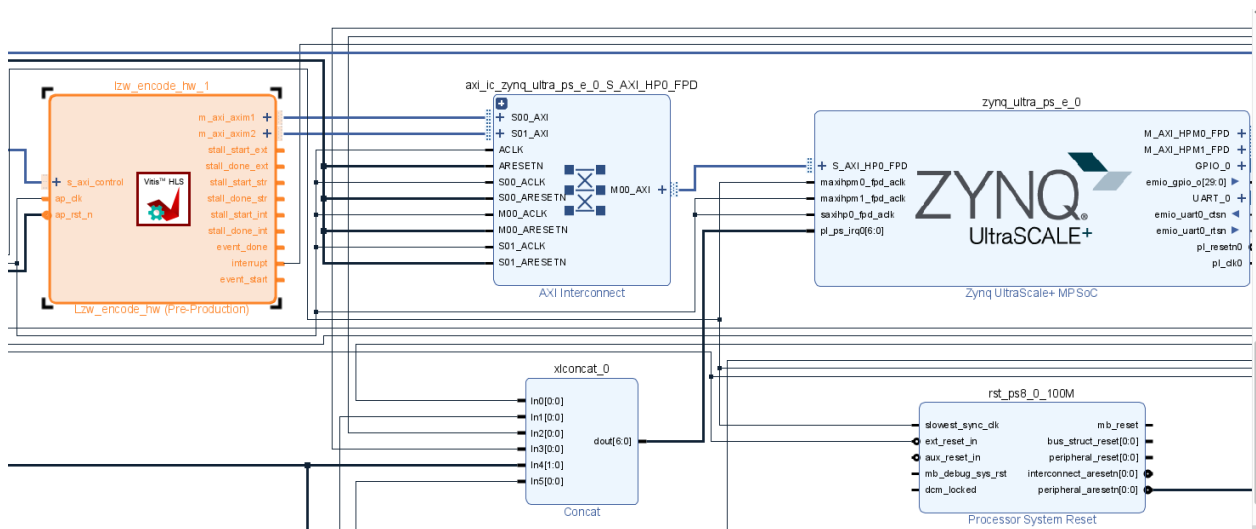 lzw_encode_hw_1
m_axi_axim1
m_axi_axim2
stall_start_ext
stall_done_ext
stall_start_str
stall_done_str
stall_start_int
stall_done_int
event_done
interrupt
event_start
s_axi_control
ap_clk
ap_rst_n
Vitis™ HLS
Lzw_encode_hw (Pre-Production)
axi_ic_zynq_ultra_ps_e_0_S_AXI_HP0_FPD
S00_AXI
S01_AXI
ACLK
ARESETN
S00_ACLK
S00_ARESETN
M00_ACLK
M00_ARESETN
S01_ACLK
S01_ARESETN
M00_AXI
AXI Interconnect
zynq_ultra_ps_e_0
S_AXI_HP0_FPD
maxihpm0_fpd_aclk
maxihpm1_fpd_aclk
saxihp0_fpd_aclk
pl_ps_irq0[6:0]
ZYNQ®
UltraSCALE+
M_AXI_HPM0_FPD
M_AXI_HPM1_FPD
GPIO_0
emio_gpio_o[29:0]
UART_0
emio_uart0_ctsn
emio_uart0_rtsn
pl_resetn0
pl_clk0
Zynq UltraScale+ MPSoC
xlconcat_0
In0[0:0]
In1[0:0]
In2[0:0]
In3[0:0]
In4[1:0]
In5[0:0]
dout[6:0]
Concat
rst_ps8_0_100M
slowest_sync_clk
ext_reset_in
aux_reset_in
mb_debug_sys_rst
dcm_locked
mb_reset
bus_struct_reset[0:0]
peripheral_reset[0:0]
interconnect_aresetn[0:0]
peripheral_aresetn[0:0]
Processor System Reset